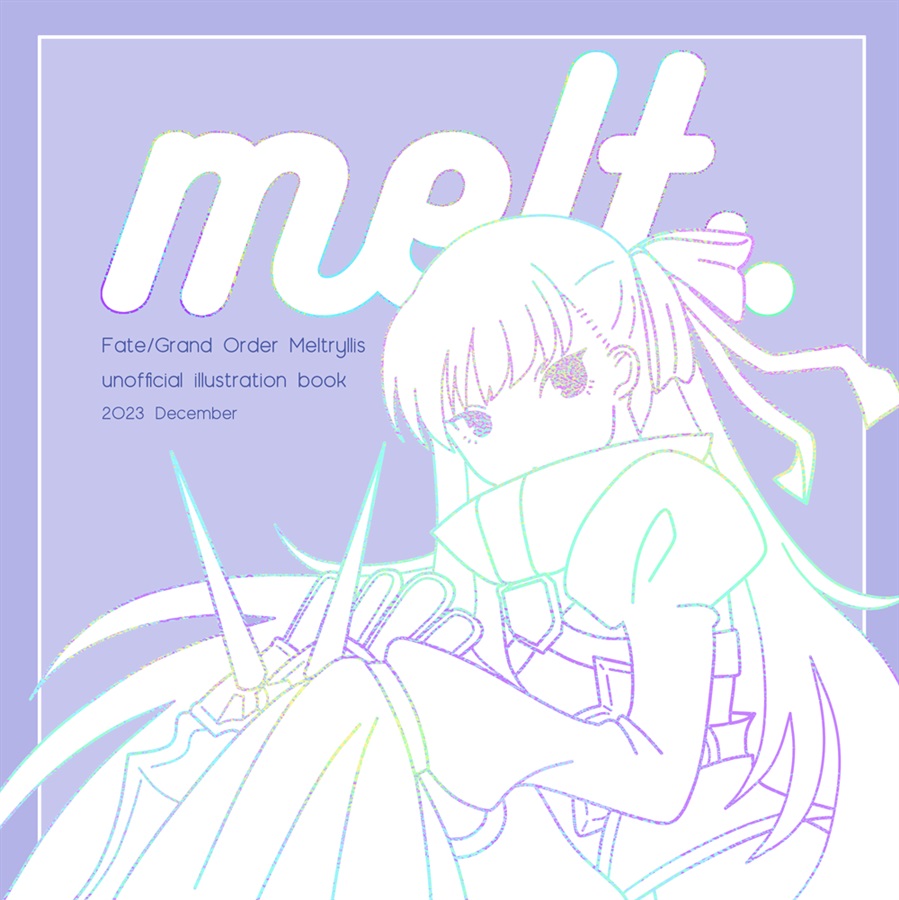 melt.
Fate/Grand Order Meltryllis
unofficial illustration book
2023 December